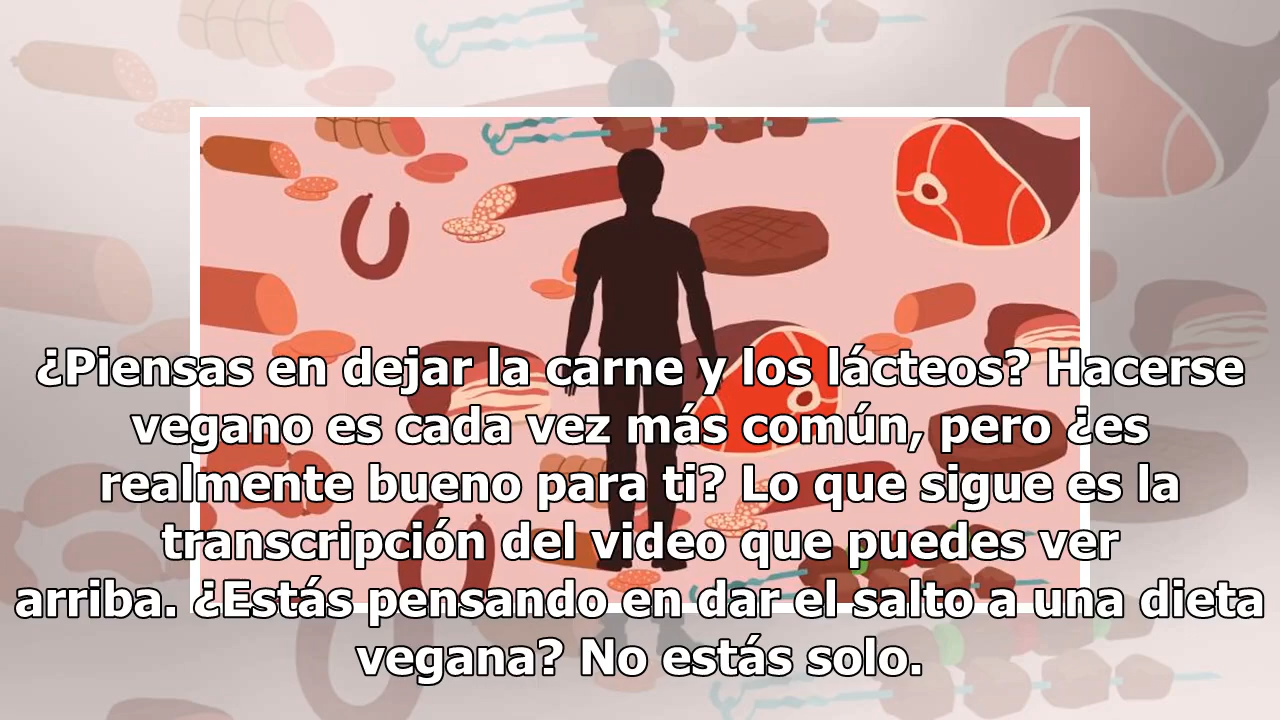 ¿Piensas en dejar la carne y los lácteos? Hacerse
vegano es cada vez más común, pero ¿es
realmente bueno para ti? Lo que sigue es la
transcripción del video que puedes ver
arriba. ¿Estás pensando en dar el salto a una dieta
vegana? No estás solo.